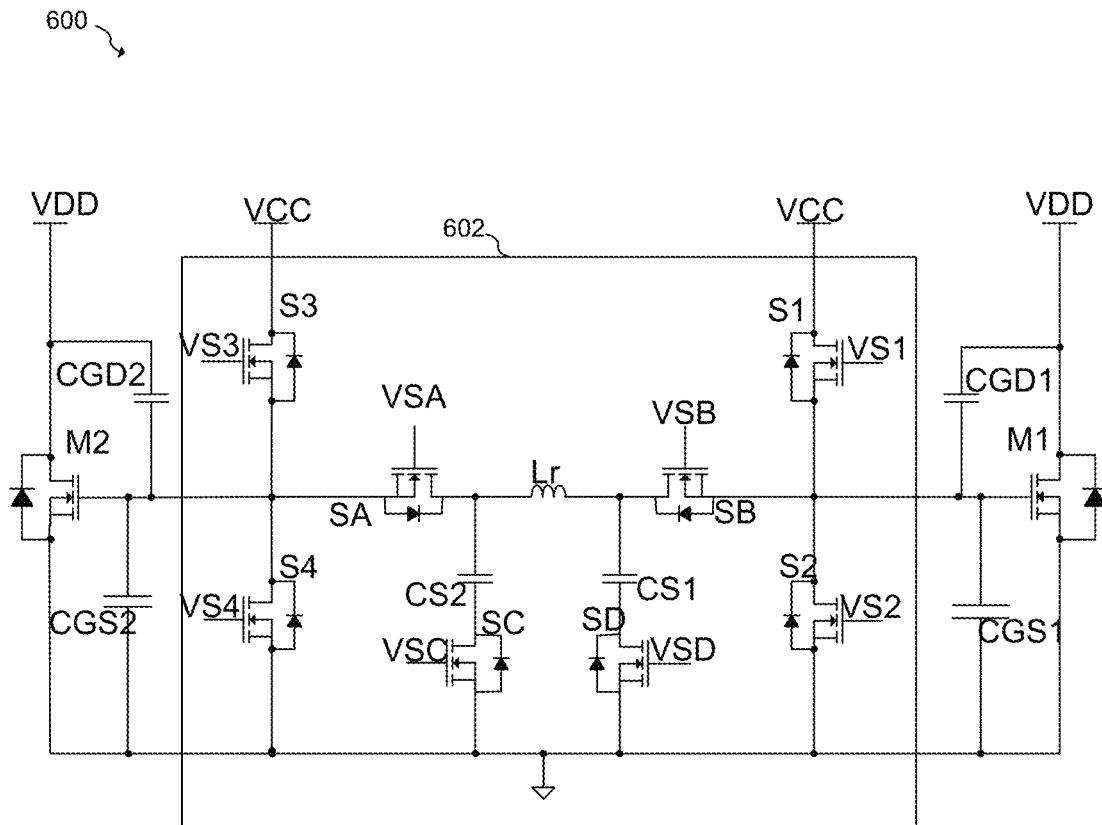 600
VDD
VCC
602
VCC
VDD
S3
S1
VS3
VS1
CGD2
CGD1
VSA
VSB
M2
M1
Lr
SA
SB
S4
S2
CS2
CS1
VS4
VS2
CGS2
SC
SD
CGS1
VSC
VSD